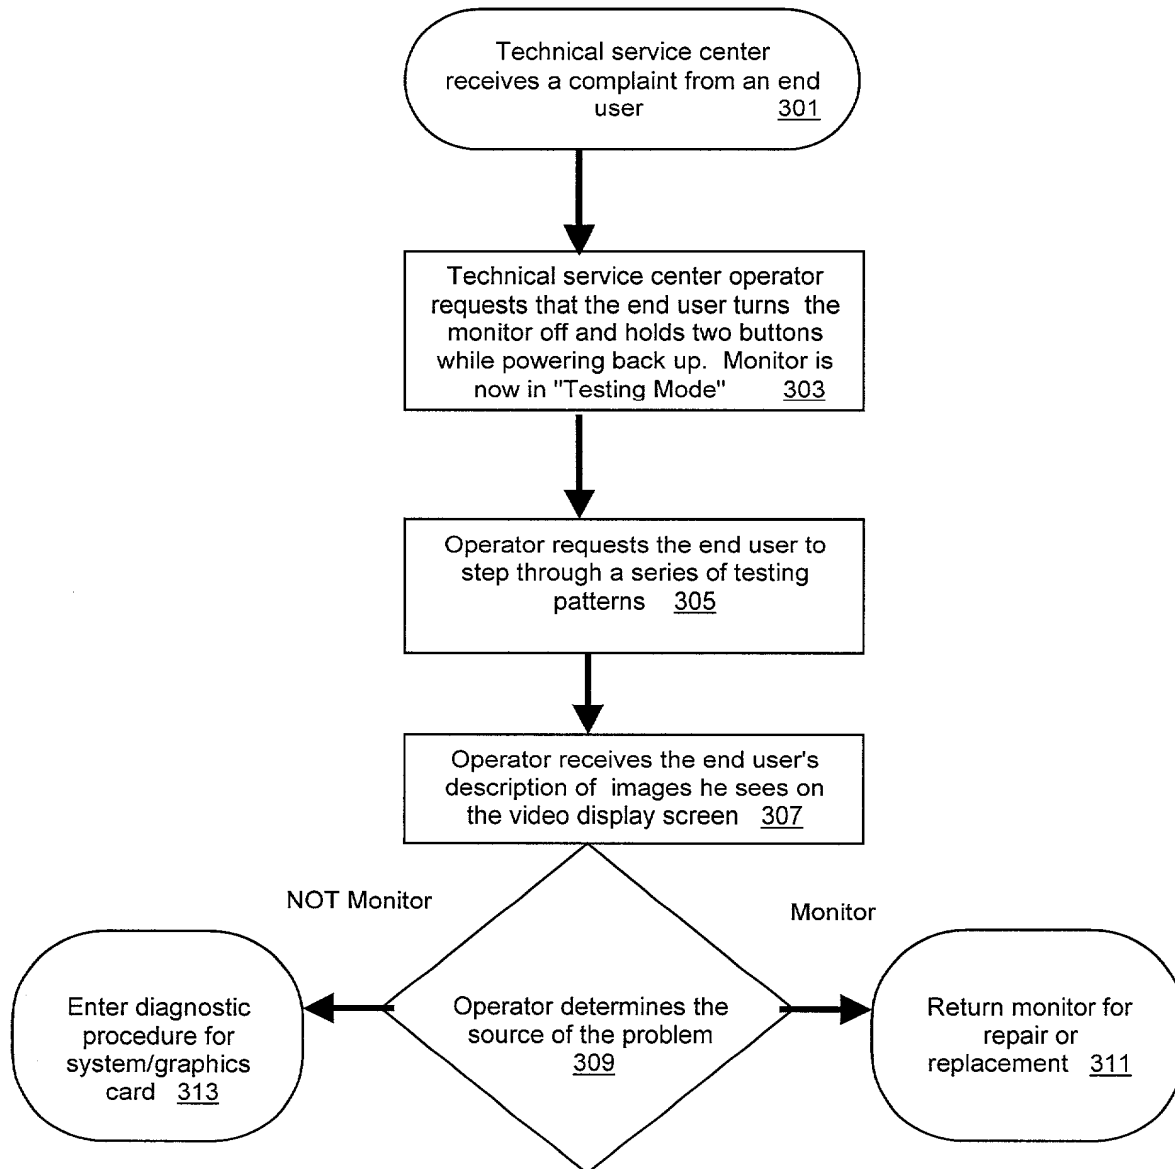 Technical service center
receives a complaint from an end
user 301
Technical service center operator
requests that the end user turns the
monitor off and holds two buttons
while powering back up. Monitor is
now in "Testing Mode" 303
Operator requests the end user to
step through a series of testing
patterns 305
Operator receives the end user's
description of images he sees on
the video display screen 307
NOT Monitor
Monitor
Enter diagnostic
procedure for
system/graphics
card 313
Operator determines the
source of the problem
309
Return monitor for
repair or
replacement 311